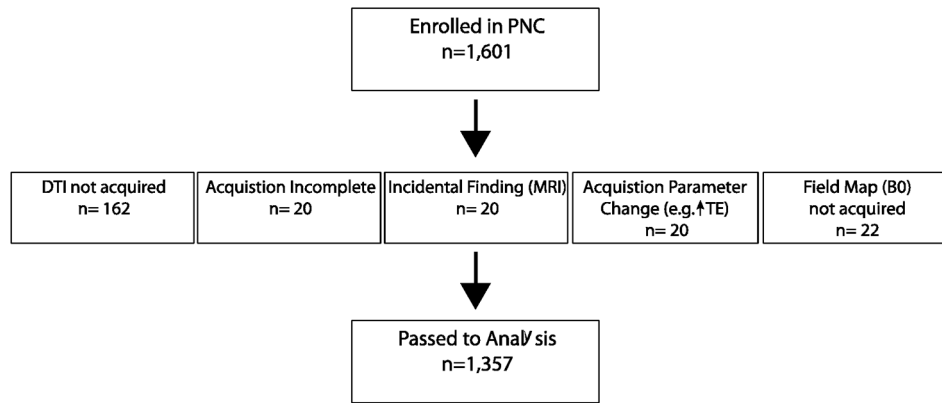 Enrolled in PNC
n=1,601
DTI not acquired
n= 162
Acquistion Incomplete
n= 20
Incidental Finding (MRI)
n= 20
Acquistion Parameter
Change (e.g.↑TE)
n= 20
Field Map (B0)
not acquired
n= 22
Passed to Analysis
n=1,357